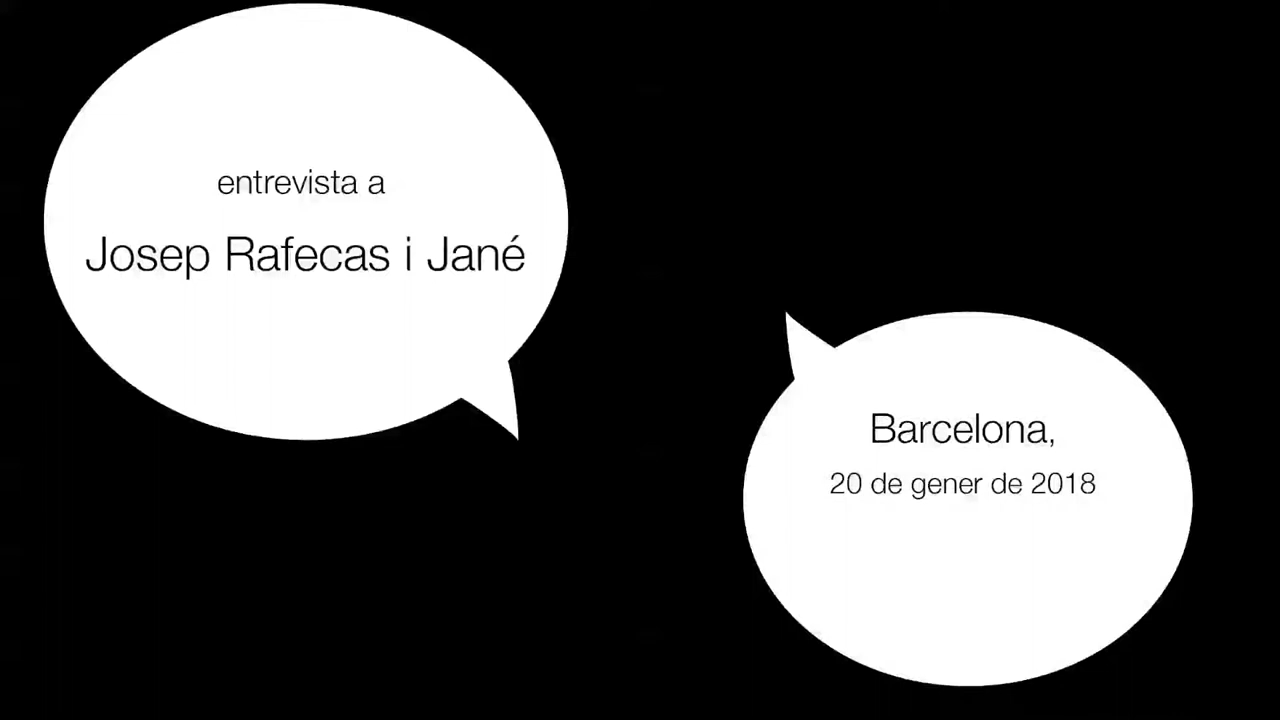 entrevista a
Josep Rafecas i Jané
Barcelona,
20 de gener de 2018